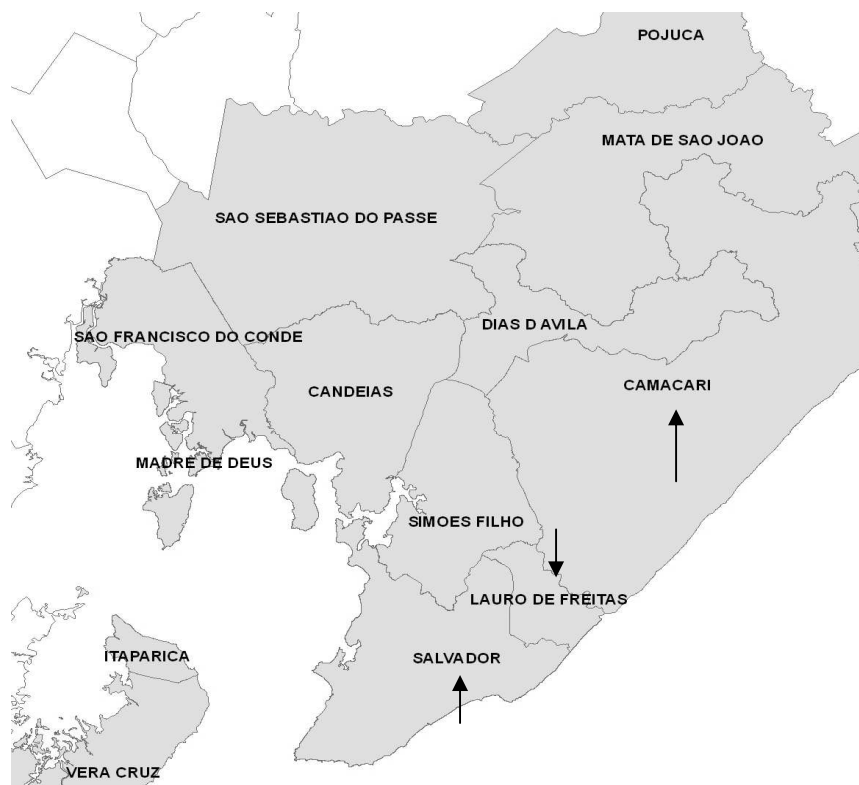 POJUCA
MATA DE SAO JOAO
SAO SEBASTIAO DO PASSE
DIAS D AVILA
SAO FRANCISCO DO CONDE
CAMACARI
CANDEIAS
MADRE DE DEUS
SIMOES FILHO
LAURO DE FREITAS
ITAPARICA
SALVADOR
VERA CRUZ